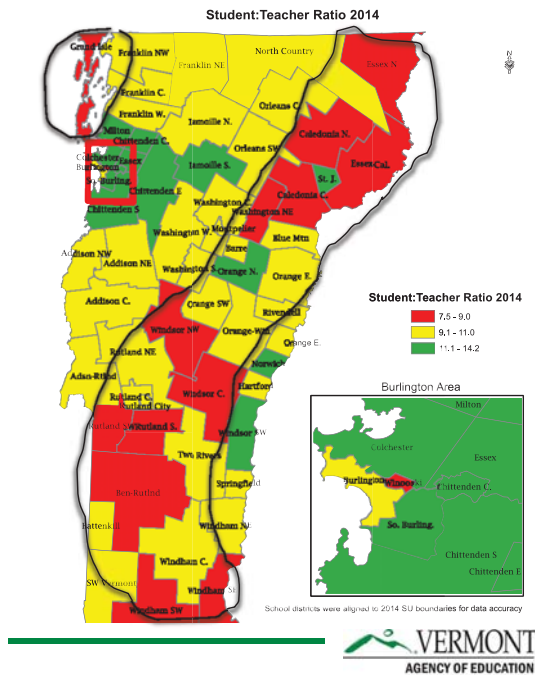 Student:Teacher Ratio 2014
Grand Isle
Franklin NW
North Country
Franklin NE
Essex N
N
Franklin C.
Orleans C.
Franklin W.
Lamoille N.
Milton
Caledonia N.
Chittenden C.
Orleans SW
Colchester
Essex
Burlington
Lamoille S.
Essex-Cal.
So. Burling.
St. J.
Chittenden E
Caledonia C.
Washington C.
Chittenden S
Washington NE
Montpelier
Washington W.
Blue Mtn
Barre
Addison NW
Addison NE
Washington S.
Orange N.
Orange E.
Addison C.
Orange SW
Rivendell
Windsor NW
Orange-Win
Orange E.
Rutland NE
Norwich
Adan-Rtlnd
Hartford
Rutland C.
Windsor C.
Rutland City
Rutland S.
Windsor SW
Two Rivers
Springfield
Ben-Rutlnd
Battenkill
Windham N.
Windham C.
SW Vermont
Windham SE
Windham SW
Student:Teacher Ratio 2014
7.5 - 9.0
9.1 - 11.0
11.1 - 14.2
Burlington Area
Milton
Colchester
Essex
Burlington
Winooski
Chittenden C.
So. Burling.
Chittenden S
Chittenden E
School districts were aligned to 2014 SU boundaries for data accuracy
VERMONT
AGENCY OF EDUCATION